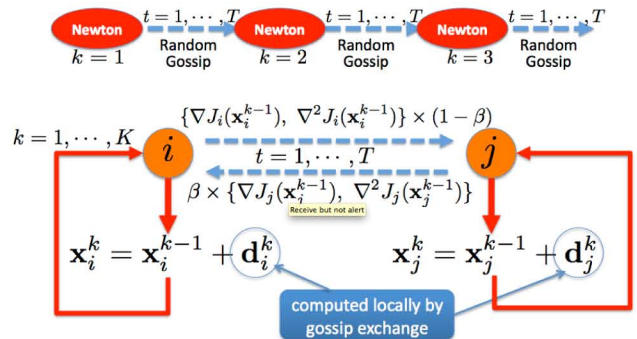 t = 1, ⋯, T t = 1, ⋯, T t = 1, ⋯, T
Newton Newton Newton
Random Random Random
Gossip Gossip Gossip
k = 1 k = 2 k = 3
{∇J_i(x_i^{k−1}), ∇²J_i(x_i^{k−1})} × (1 − β)
k = 1, ⋯, K
i j
t = 1, ⋯, T
β × {∇J_j(x_j^{k−1}), ∇²J_j(x_j^{k−1})}
Receive but not alert
x_i^k = x_i^{k−1} + d_i^k x_j^k = x_j^{k−1} + d_j^k
computed locally by
gossip exchange